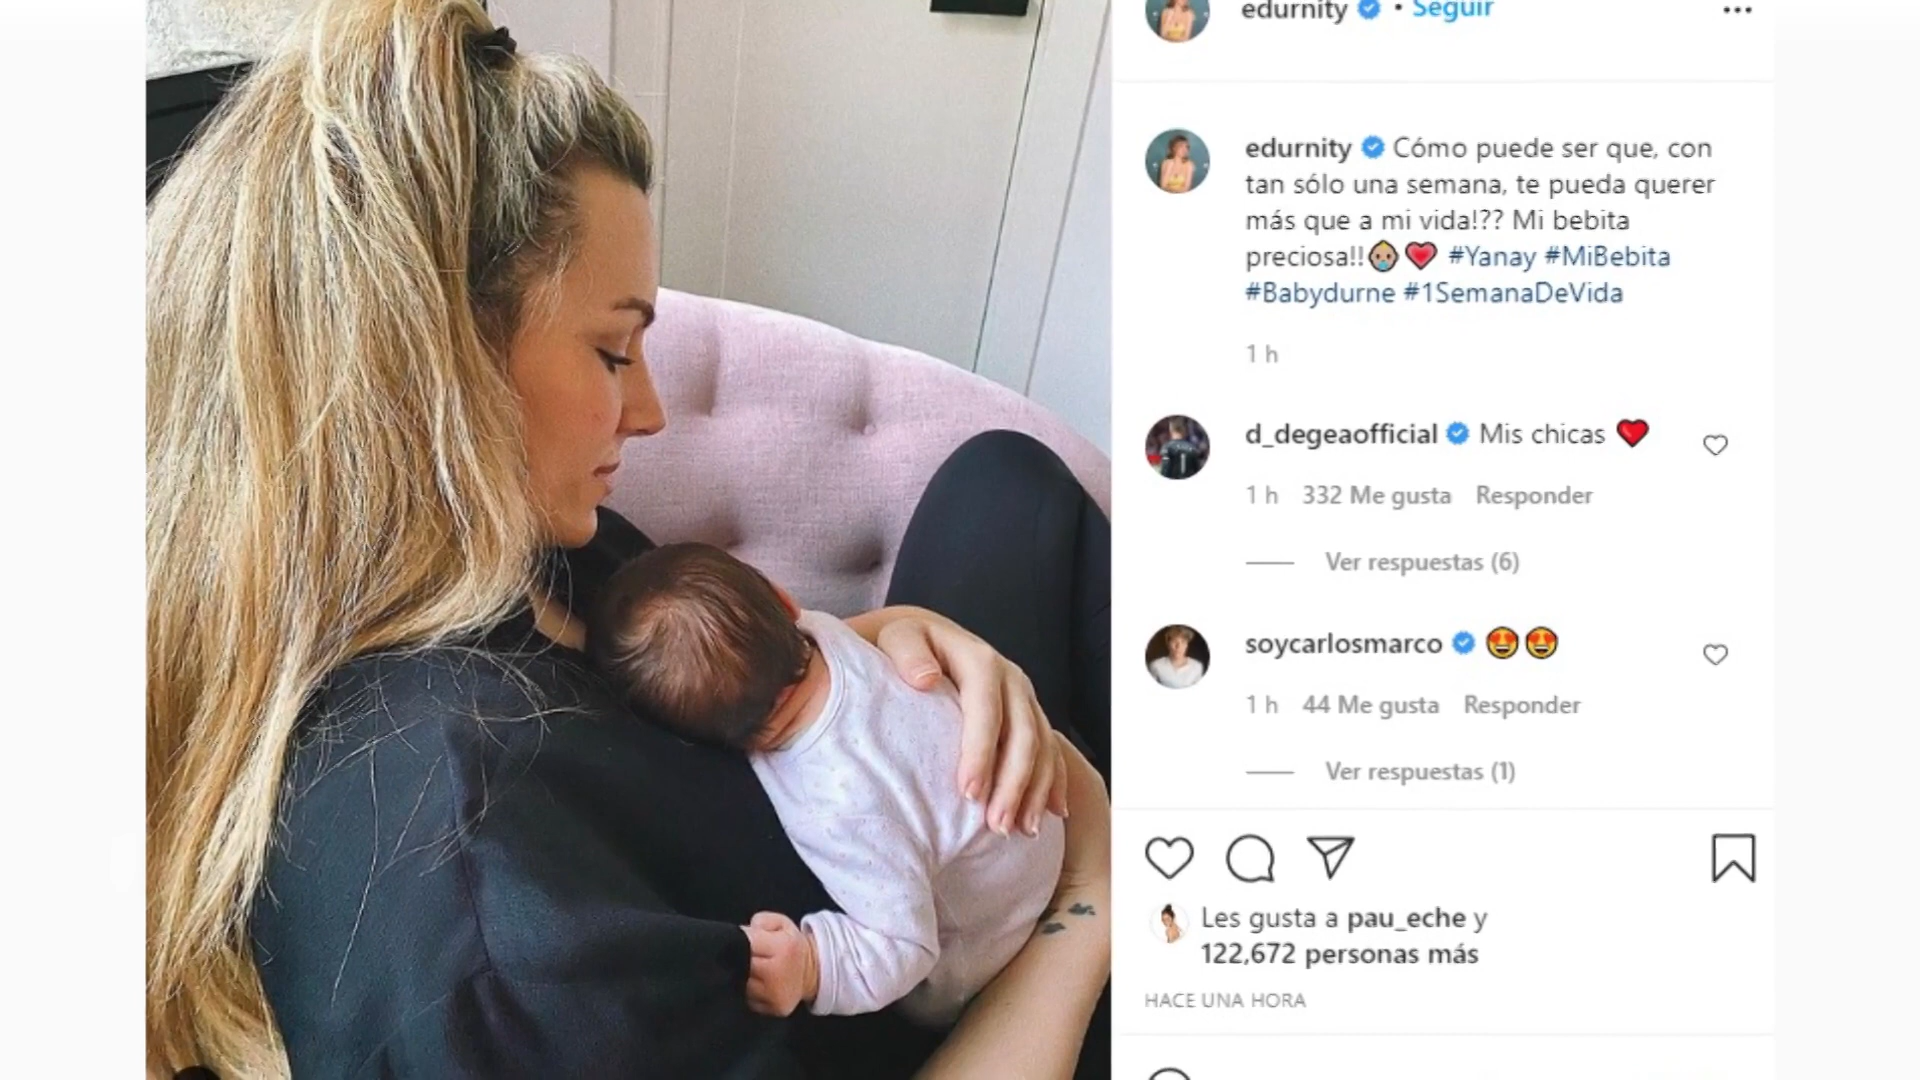 edurnity • Seguir
edurnity Cómo puede ser que, con
tan sólo una semana, te pueda querer
más que a mi vida!?? Mi bebita
preciosa!!👶🏽❤️ #Yanay #MiBebita
#Babydurne #1SemanaDeVida
1 h
d_degeaofficial Mis chicas ❤️
1 h 332 Me gusta Responder
Ver respuestas (6)
soycarlosmarco 😍😍
1 h 44 Me gusta Responder
Ver respuestas (1)
Les gusta a pau_eche y
122,672 personas más
HACE UNA HORA